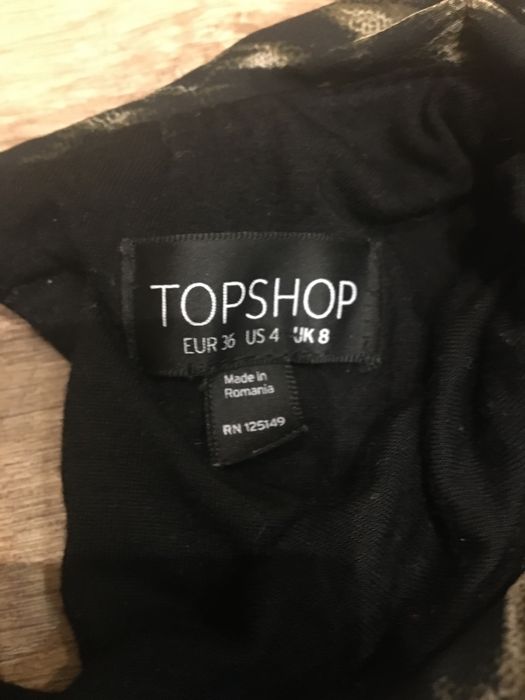 TOPSHOP
EUR 36 US 4 UK 8
Made in
Romania
RN 125149